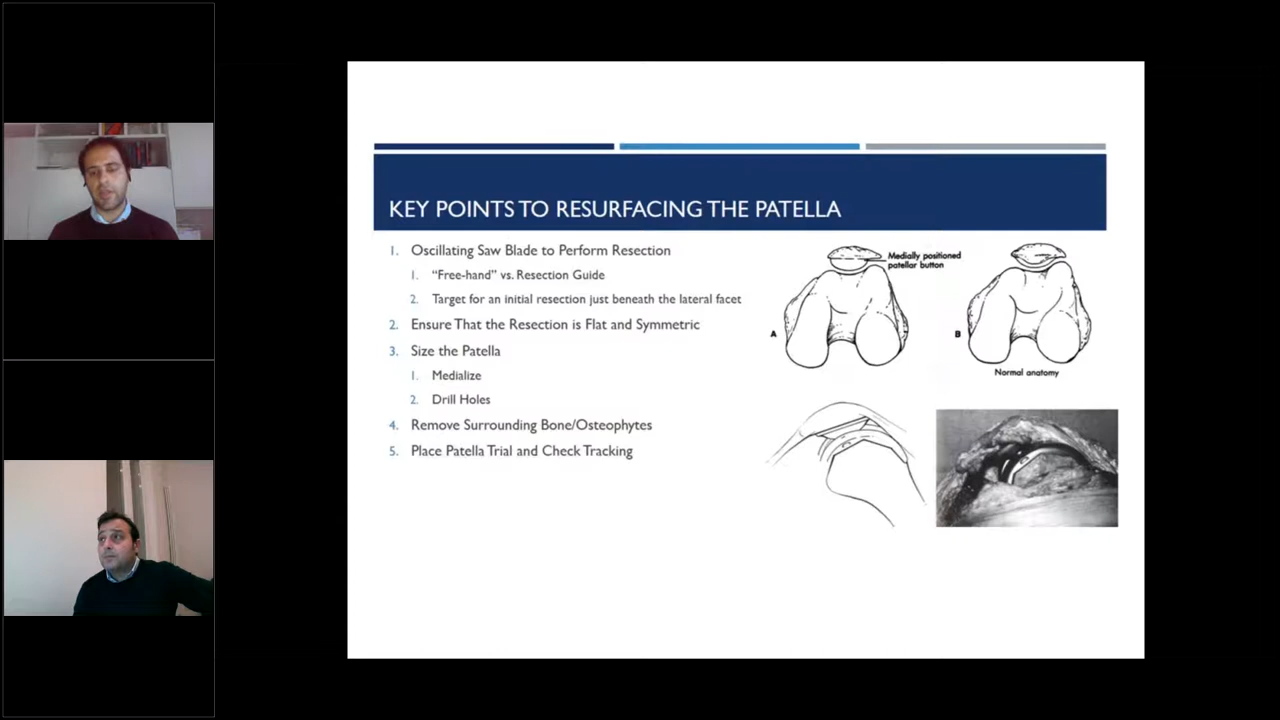 KEY POINTS TO RESURFACING THE PATELLA
1. Oscillating Saw Blade to Perform Resection
1. "Free-hand" vs. Resection Guide
2. Target for an initial resection just beneath the lateral facet
2. Ensure That the Resection is Flat and Symmetric
3. Size the Patella
1. Medialize
2. Drill Holes
4. Remove Surrounding Bone/Osteophytes
5. Place Patella Trial and Check Tracking
Medially positioned
patellar button
A
B
Normal anatomy